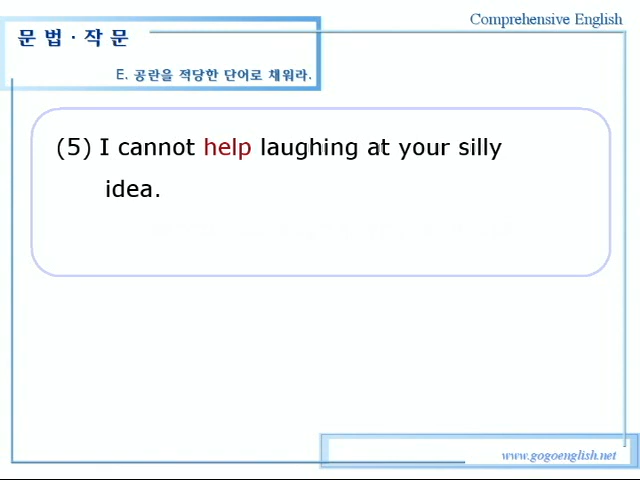 Comprehensive English
문 법 · 작 문
E. 공란을 적당한 단어로 채워라.
(5) I cannot help laughing at your silly
idea.
www.gogoenglish.net